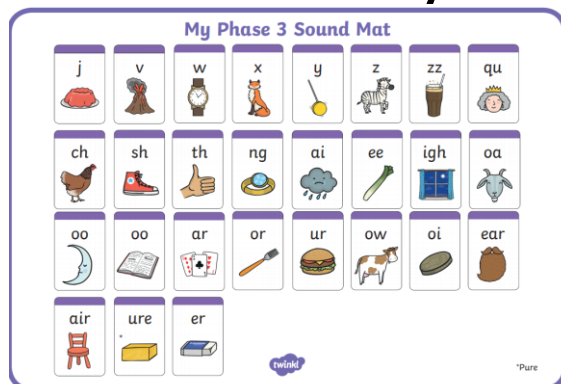 My Phase 3 Sound Mat
j v w x y z zz qu
ch sh th ng ai ee igh oa
oo oo ar or ur ow oi ear
air ure er
*
twinkl
*Pure